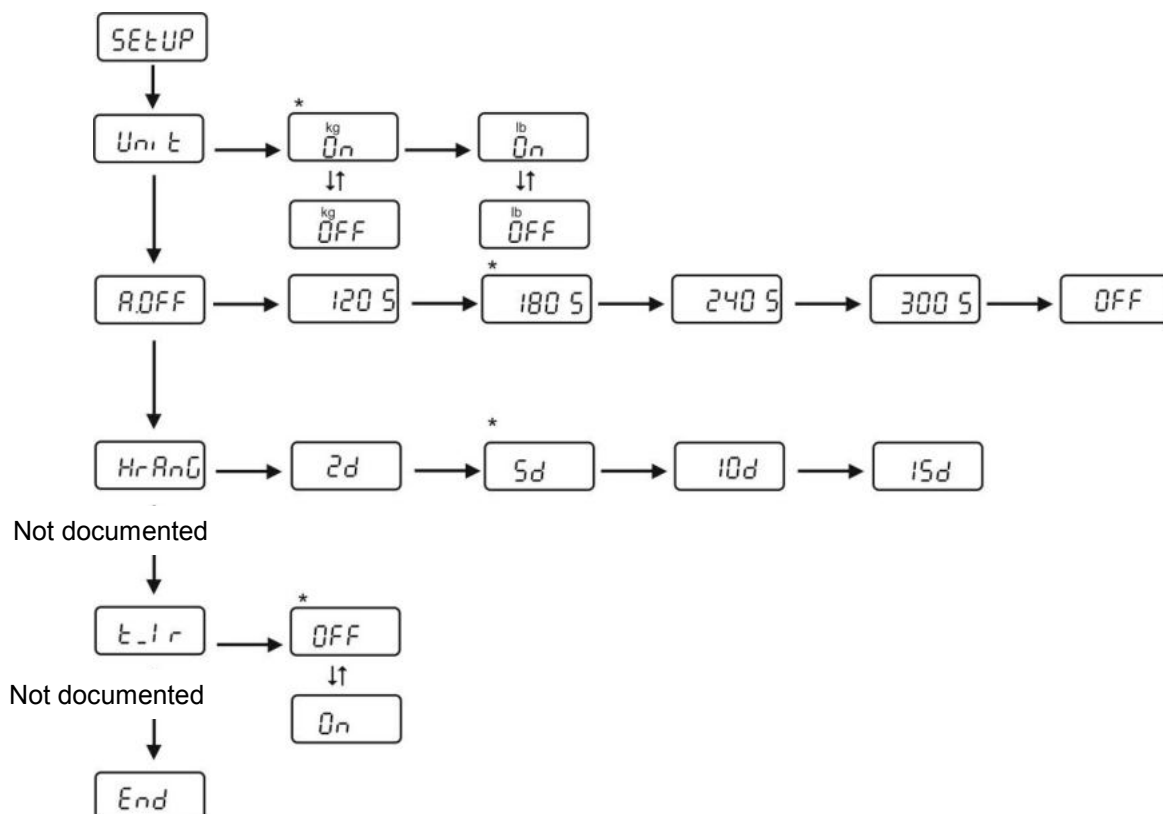 SEtUP
*
Unit
kg
On
lb
On
kg
OFF
lb
OFF
*
A.OFF
120 S
180 S
240 S
300 S
OFF
*
HrAnG
2d
5d
10d
15d
Not documented
*
t_Ir
OFF
Not documented
On
End